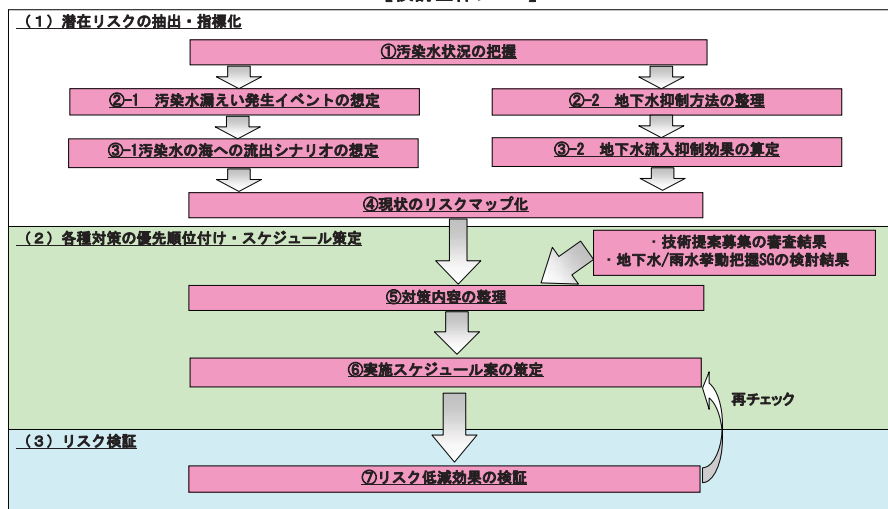 (1)潜在リスクの抽出・指標化
①汚染水状況の把握
②-1 汚染水漏えい発生イベントの想定
②-2 地下水抑制方法の整理
③-1汚染水の海への流出シナリオの想定
③-2 地下水流入抑制効果の算定
④現状のリスクマップ化
(2)各種対策の優先順位付け・スケジュール策定
・技術提案募集の審査結果
・地下水/雨水挙動把握SGの検討結果
⑤対策内容の整理
⑥実施スケジュール案の策定
再チェック
(3)リスク検証
⑦リスク低減効果の検証